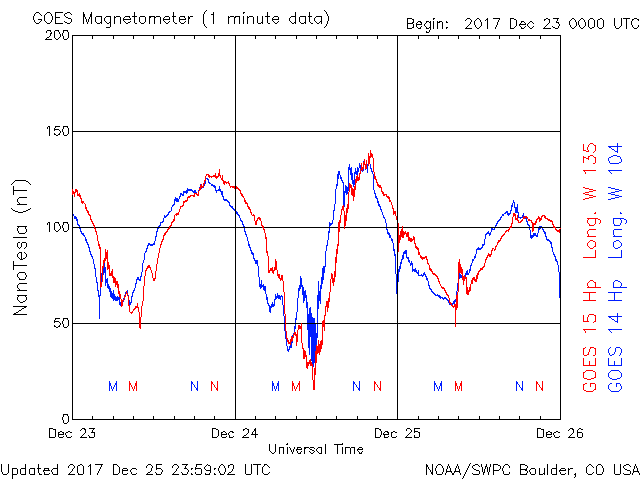 GOES Magnetometer (1 minute data)
Begin: 2017 Dec 23 0000 UTC
200
150
100
50
0
NanoTesla (nT)
M M N N M M N N M M N N
Dec 23 Dec 24 Dec 25 Dec 26
Universal Time
GOES 15 Hp Long. W 135
GOES 14 Hp Long. W 104
Updated 2017 Dec 25 23:59:02 UTC
NOAA/SWPC Boulder, CO USA